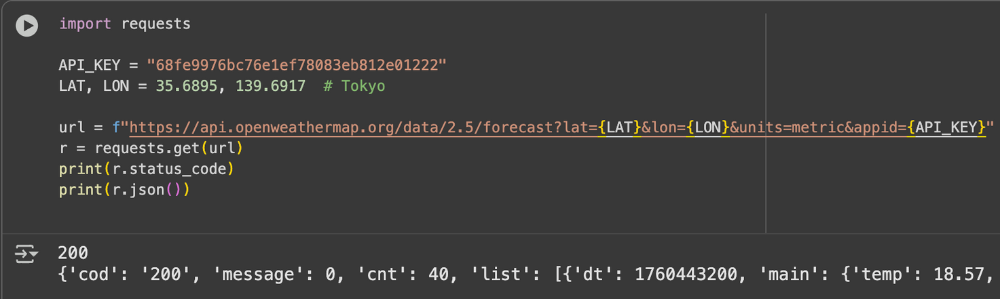 import requests
API_KEY = "68fe9976bc76e1ef78083eb812e01222"
LAT, LON = 35.6895, 139.6917  # Tokyo
url = f"https://api.openweathermap.org/data/2.5/forecast?lat={LAT}&lon={LON}&units=metric&appid={API_KEY}"
r = requests.get(url)
print(r.status_code)
print(r.json())
200
{'cod': '200', 'message': 0, 'cnt': 40, 'list': [{'dt': 1760443200, 'main': {'temp': 18.57,